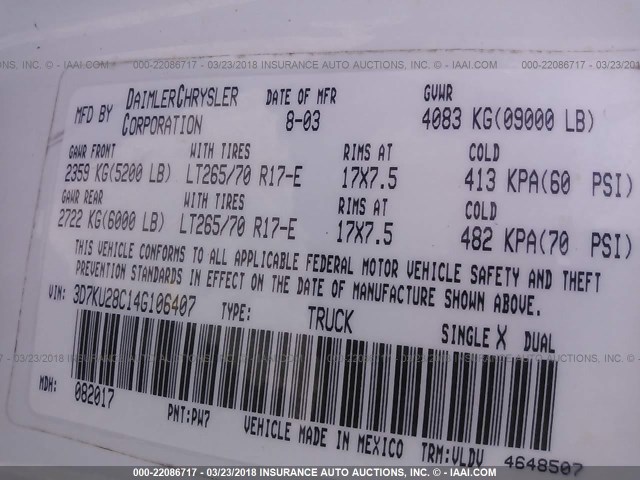 000-22086717 - 03/23/2018 INSURANCE AUTO AUCTIONS, INC. © - IAAI.COM
MFD BY DAIMLERCHRYSLER CORPORATION DATE OF MFR 8-03 GVWR 4083 KG(09000 LB)
GAWR FRONT WITH TIRES RIMS AT COLD
2359 KG(5200 LB) LT265/70 R17-E 17X7.5 413 KPA(60 PSI)
GAWR REAR WITH TIRES RIMS AT COLD
2722 KG(6000 LB) LT265/70 R17-E 17X7.5 482 KPA(70 PSI)
THIS VEHICLE CONFORMS TO ALL APPLICABLE FEDERAL MOTOR VEHICLE SAFETY AND THEFT
PREVENTION STANDARDS IN EFFECT ON THE DATE OF MANUFACTURE SHOWN ABOVE.
VIN: 3D7KU28C14G106407 TYPE: TRUCK SINGLE X DUAL
MDH: 082017 PNT:PW7 VEHICLE MADE IN MEXICO TRM:VLDV 4648507
000-22086717 - 03/23/2018 INSURANCE AUTO AUCTIONS, INC. © - IAAI.COM